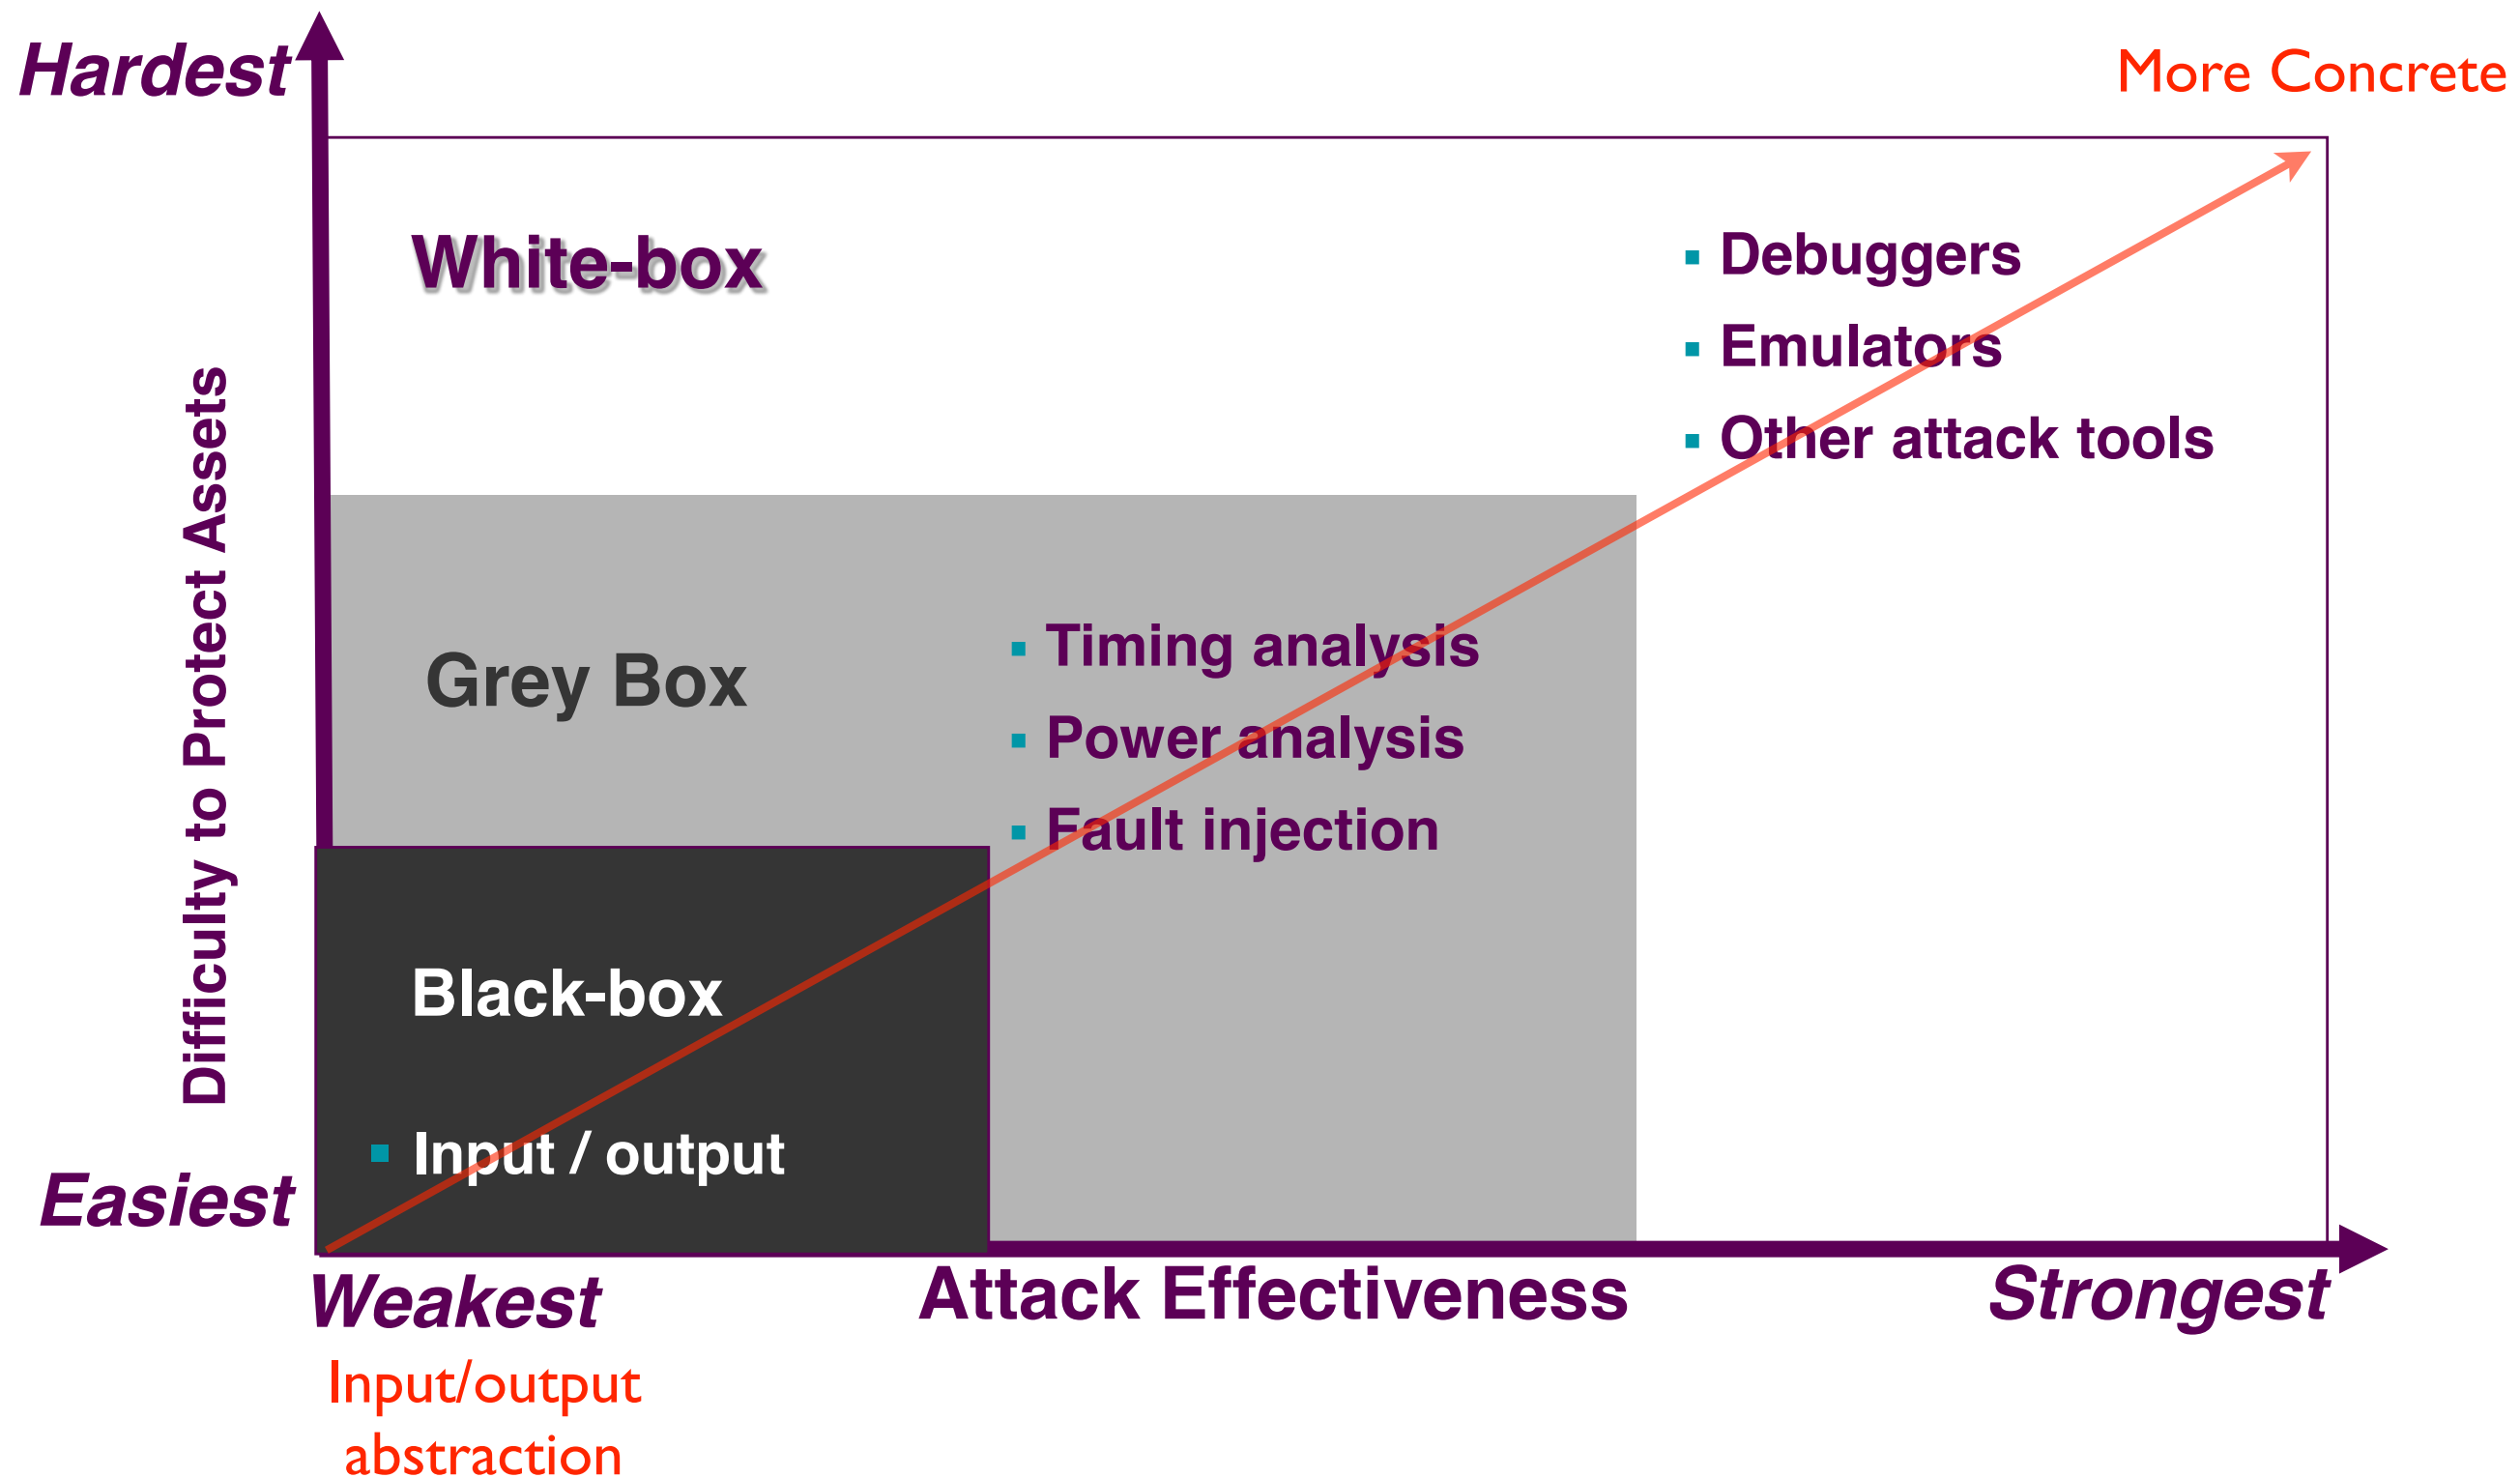 Hardest
More Concrete
White-box
Debuggers
Emulators
Other attack tools
Difficulty to Protect Assets
Grey Box
Timing analysis
Power analysis
Fault injection
Black-box
Input / output
Easiest
Weakest
Attack Effectiveness
Strongest
Input/output
abstraction